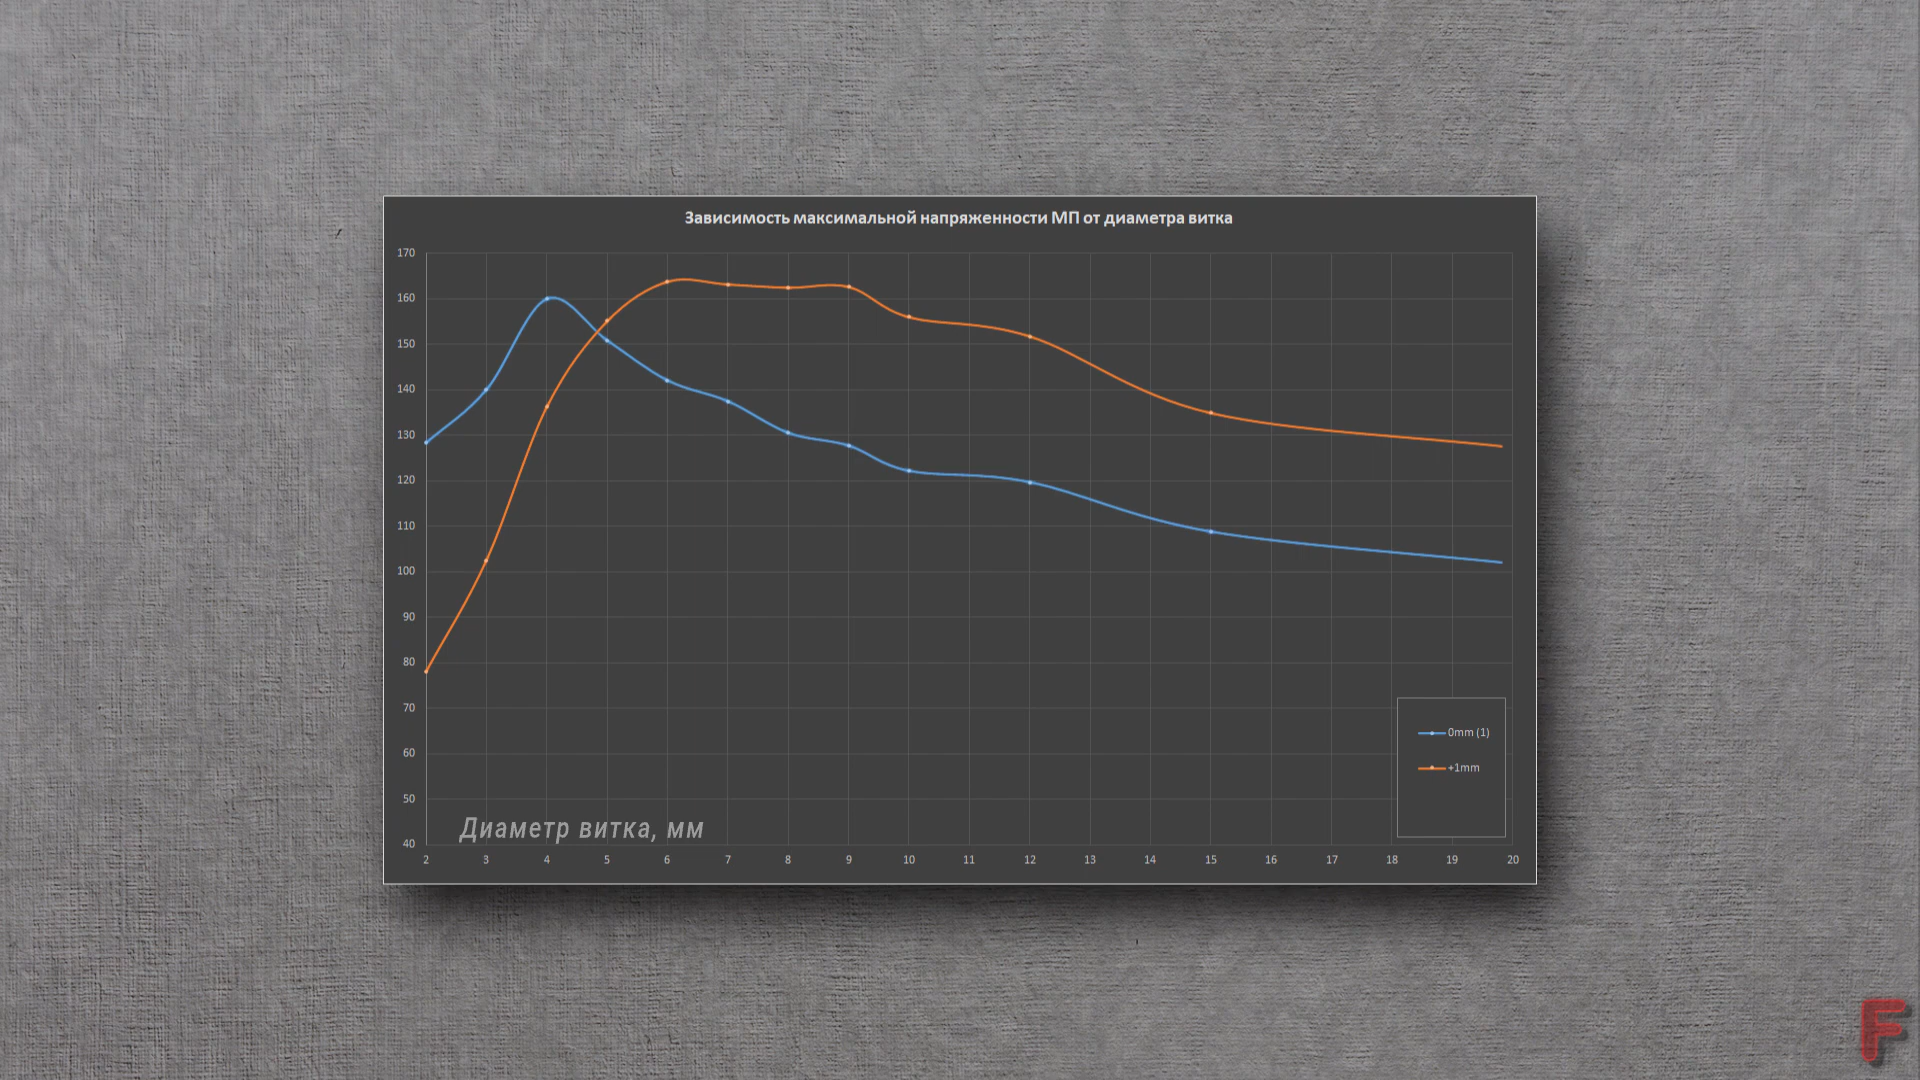 Зависимость максимальной напряженности МП от диаметра витка
170
160
150
140
130
120
110
100
90
80
70
60
50
40
0mm (1)
+1mm
Диаметр витка, мм
2 3 4 5 6 7 8 9 10 11 12 13 14 15 16 17 18 19 20
F